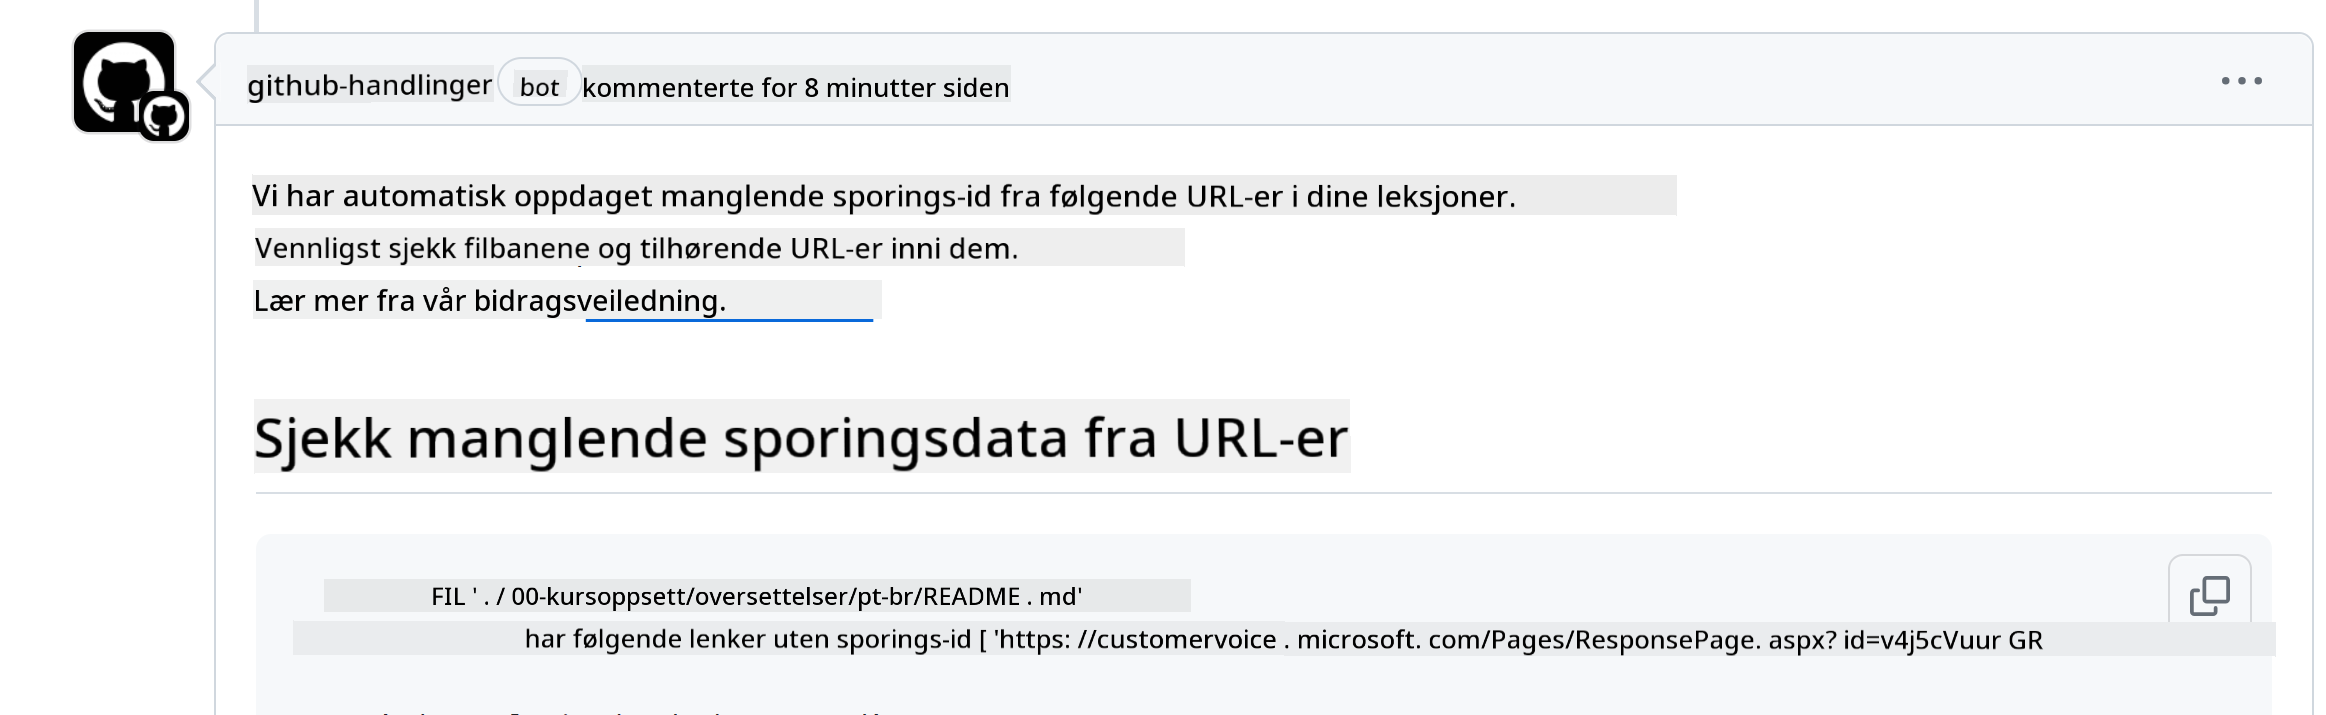 github-handlinger bot kommenterte for 8 minutter siden
Vi har automatisk oppdaget manglende sporings-id fra følgende URL-er i dine leksjoner.
Vennligst sjekk filbanene og tilhørende URL-er inni dem.
Lær mer fra vår bidragsveiledning.
Sjekk manglende sporingsdata fra URL-er
FIL ' . / 00-kursoppsett/oversettelser/pt-br/README . md'
har følgende lenker uten sporings-id [ 'https: //customervoice . microsoft. com/Pages/ResponsePage. aspx? id=v4j5cVuur GR